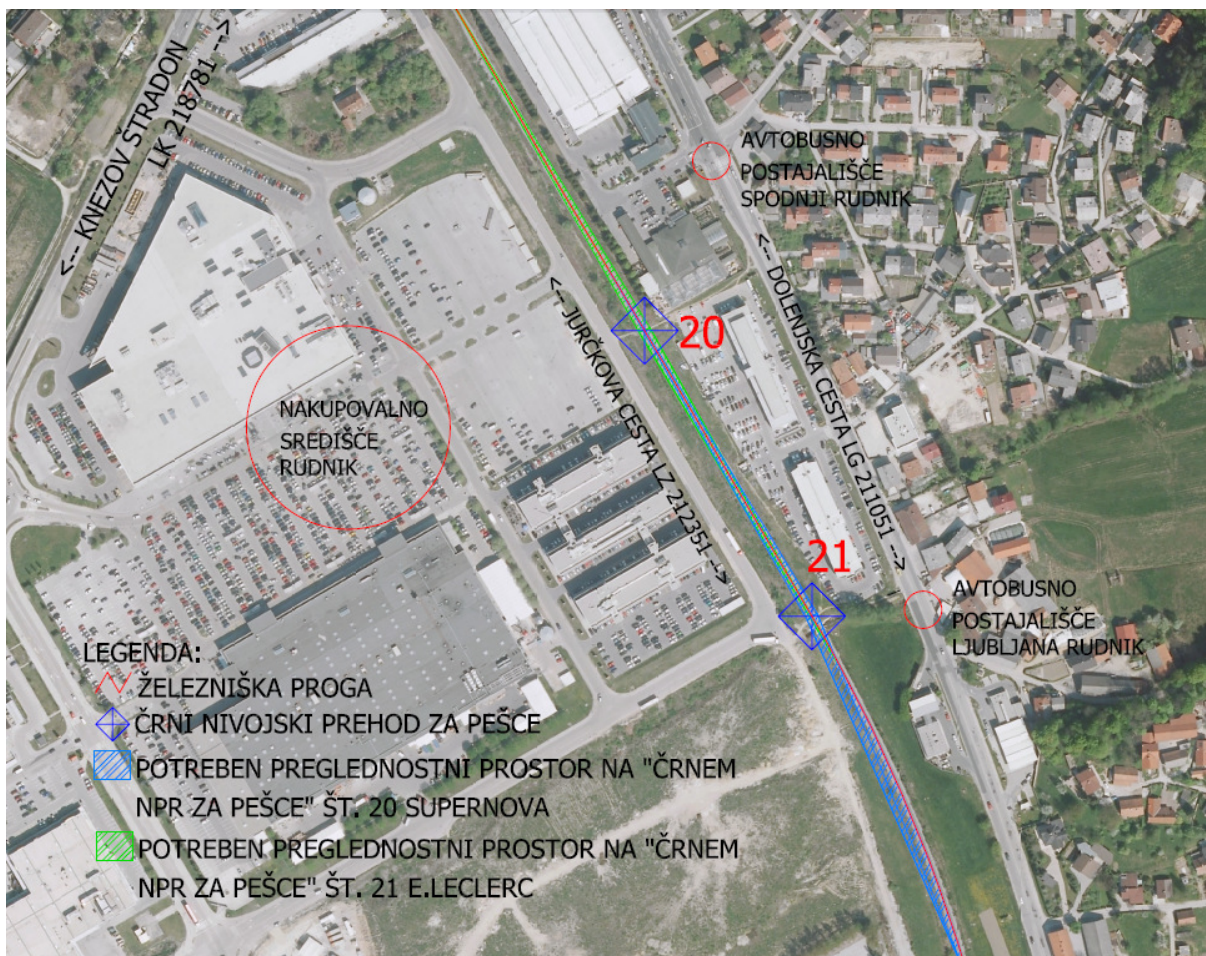 <--- KNEZOV ŠTRADON
LK 218781 --->
AVTOBUSNO
POSTAJALIŠČE
SPODNJI RUDNIK
<-- JURČKOVA CESTA LZ 212351 -->
<--- DOLENJSKA CESTA LG 211051 -->
20
NAKUPOVALNO
SREDIŠČE
RUDNIK
21
AVTOBUSNO
POSTAJALIŠČE
LJUBLJANA RUDNIK
LEGENDA:
ŽELEZNIŠKA PROGA
ČRNI NIVOJSKI PREHOD ZA PEŠCE
POTREBEN PREGLEDNOSTNI PROSTOR NA "ČRNEM
NPR ZA PEŠCE" ŠT. 20 SUPERNOVA
POTREBEN PREGLEDNOSTNI PROSTOR NA "ČRNEM
NPR ZA PEŠCE" ŠT. 21 E.LECLERC